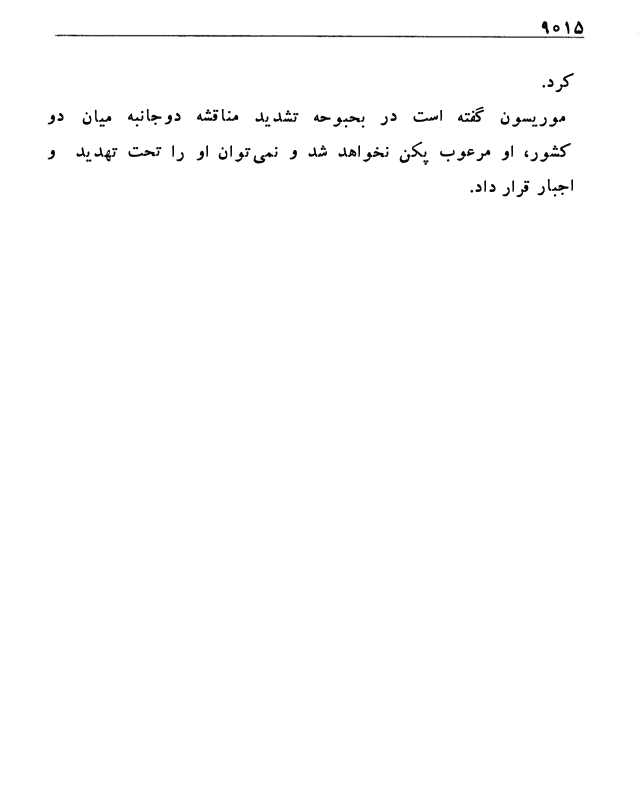 ۹۰۱۵
کرد.
موریسون گفته است در بحبوحه تشدید مناقشه دوجانبه میان دو
کشور، او مرعوب پکن نخواهد شد و نمی‌توان او را تحت تهدید و
اجبار قرار داد.